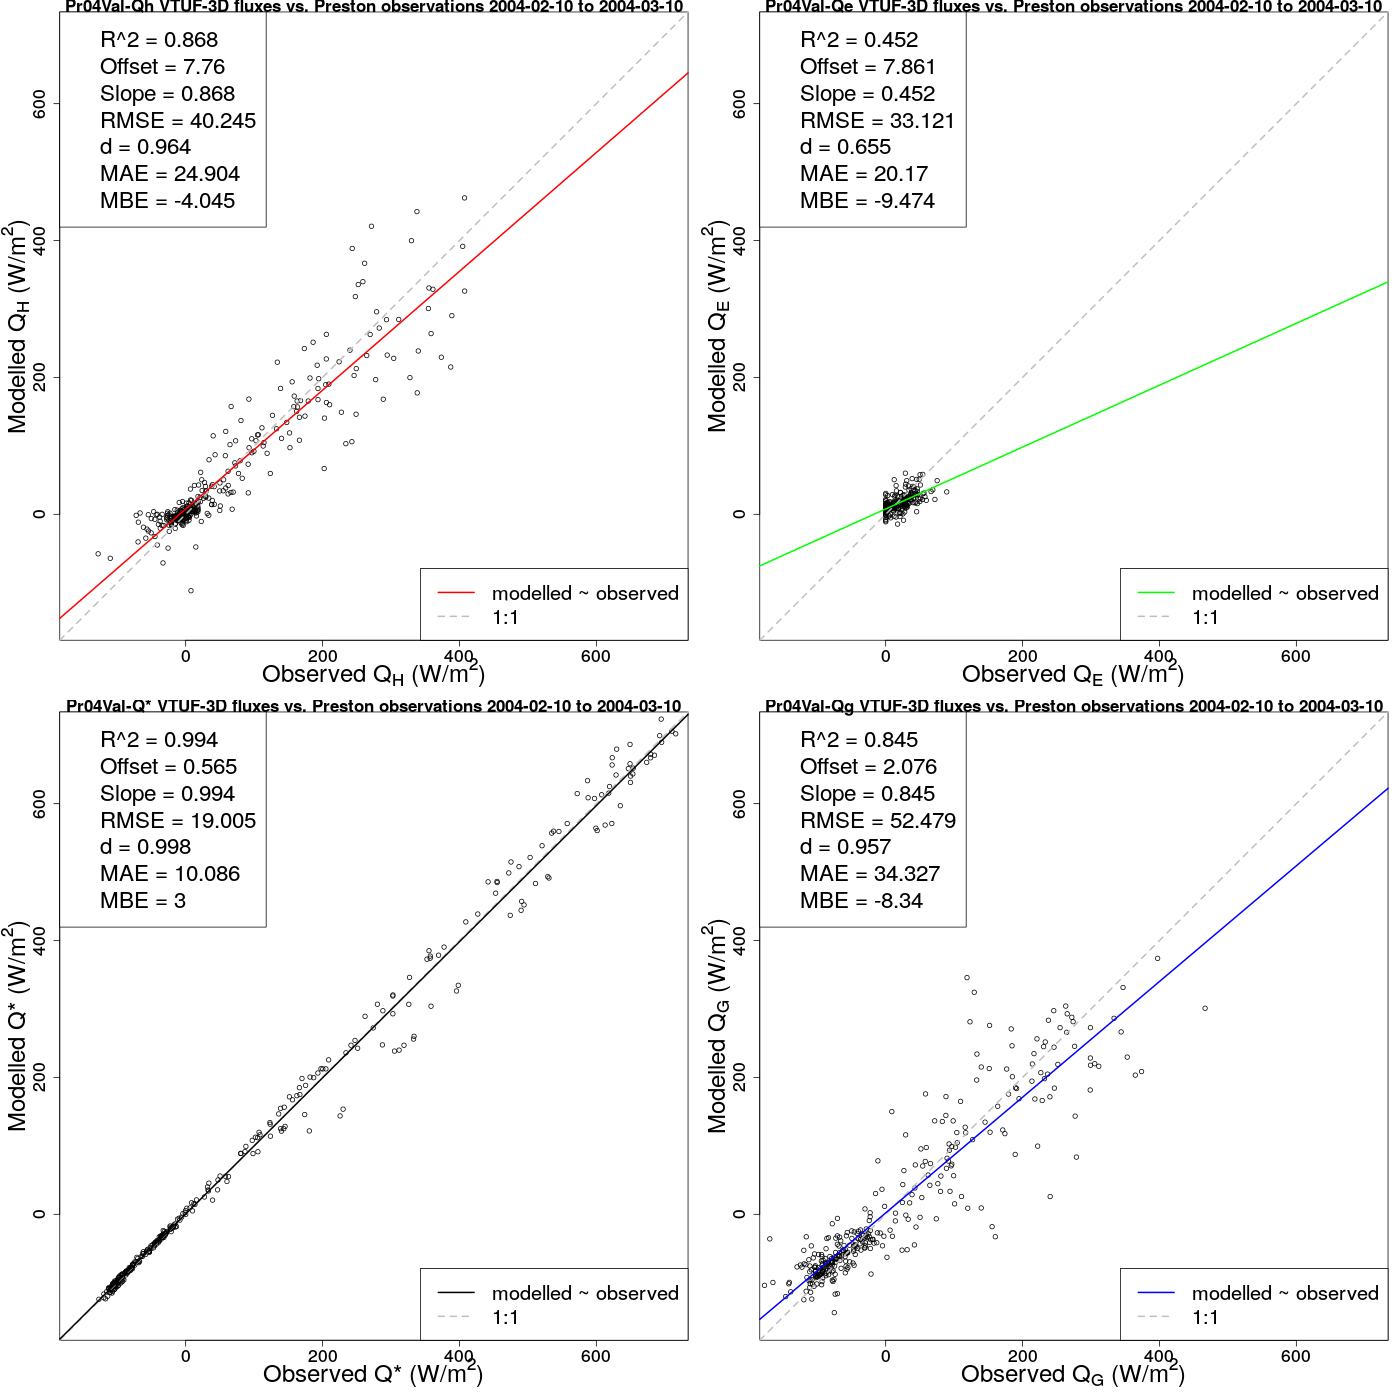 Pr04Val-Qh VTUF-3D fluxes vs. Preston observations 2004-02-10 to 2004-03-10
R^2 = 0.868
Offset = 7.76
Slope = 0.868
RMSE = 40.245
d = 0.964
MAE = 24.904
MBE = -4.045
Modelled Q_H (W/m²)
600
400
200
0
modelled ~ observed
1:1
0 200 400 600
Observed Q_H (W/m²)
Pr04Val-Qe VTUF-3D fluxes vs. Preston observations 2004-02-10 to 2004-03-10
R^2 = 0.452
Offset = 7.861
Slope = 0.452
RMSE = 33.121
d = 0.655
MAE = 20.17
MBE = -9.474
Modelled Q_E (W/m²)
600
400
200
0
modelled ~ observed
1:1
0 200 400 600
Observed Q_E (W/m²)
Pr04Val-Q* VTUF-3D fluxes vs. Preston observations 2004-02-10 to 2004-03-10
R^2 = 0.994
Offset = 0.565
Slope = 0.994
RMSE = 19.005
d = 0.998
MAE = 10.086
MBE = 3
Modelled Q* (W/m²)
600
400
200
0
modelled ~ observed
1:1
0 200 400 600
Observed Q* (W/m²)
Pr04Val-Qg VTUF-3D fluxes vs. Preston observations 2004-02-10 to 2004-03-10
R^2 = 0.845
Offset = 2.076
Slope = 0.845
RMSE = 52.479
d = 0.957
MAE = 34.327
MBE = -8.34
Modelled Q_G (W/m²)
600
400
200
0
modelled ~ observed
1:1
0 200 400 600
Observed Q_G (W/m²)